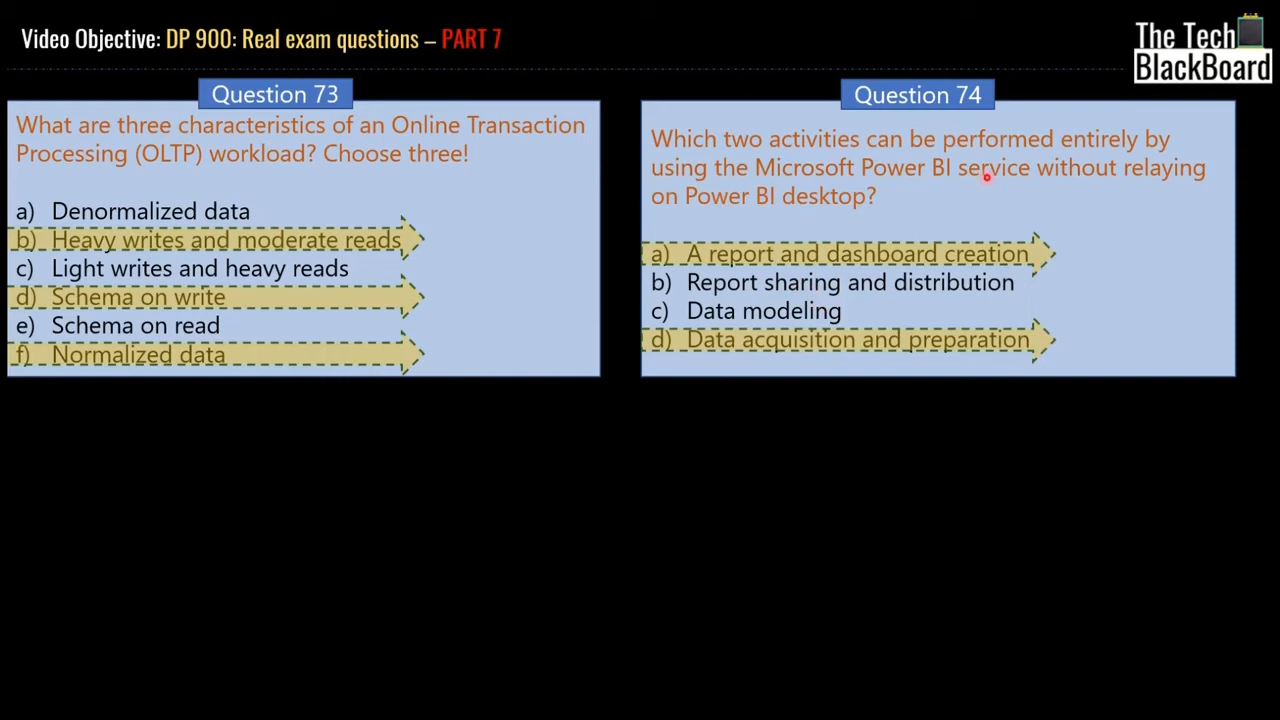 Video Objective: DP 900: Real exam questions – PART 7
The Tech
BlackBoard
Question 73
What are three characteristics of an Online Transaction
Processing (OLTP) workload? Choose three!
a) Denormalized data
b) Heavy writes and moderate reads
c) Light writes and heavy reads
d) Schema on write
e) Schema on read
f) Normalized data
Question 74
Which two activities can be performed entirely by
using the Microsoft Power BI service without relaying
on Power BI desktop?
a) A report and dashboard creation
b) Report sharing and distribution
c) Data modeling
d) Data acquisition and preparation